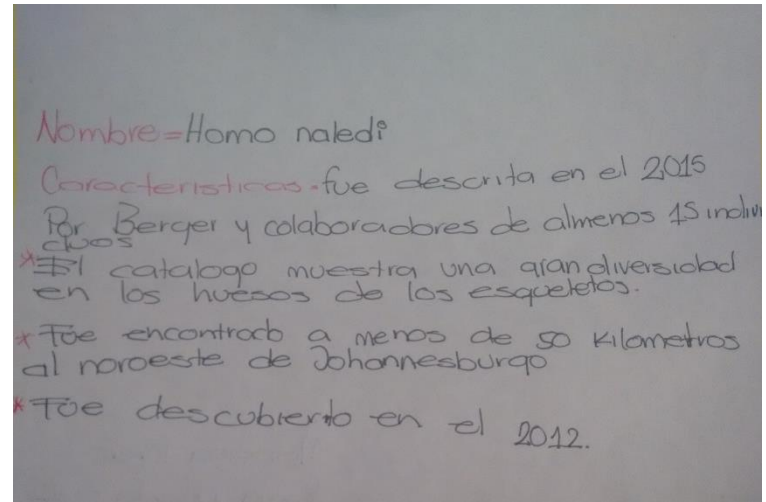 Nombre=Homo naledi
Caracteristicas.fue descrita en el 2015
Por Berger y colaboradores de almenos 15 indivi
duos
*El catalogo muestra una gran diversidad
en los huesos de los esqueletos.
*Foe encontrado a menos de 50 Kilometros
al noroeste de Johannesburgo
*Foe descubierto en el 2012.